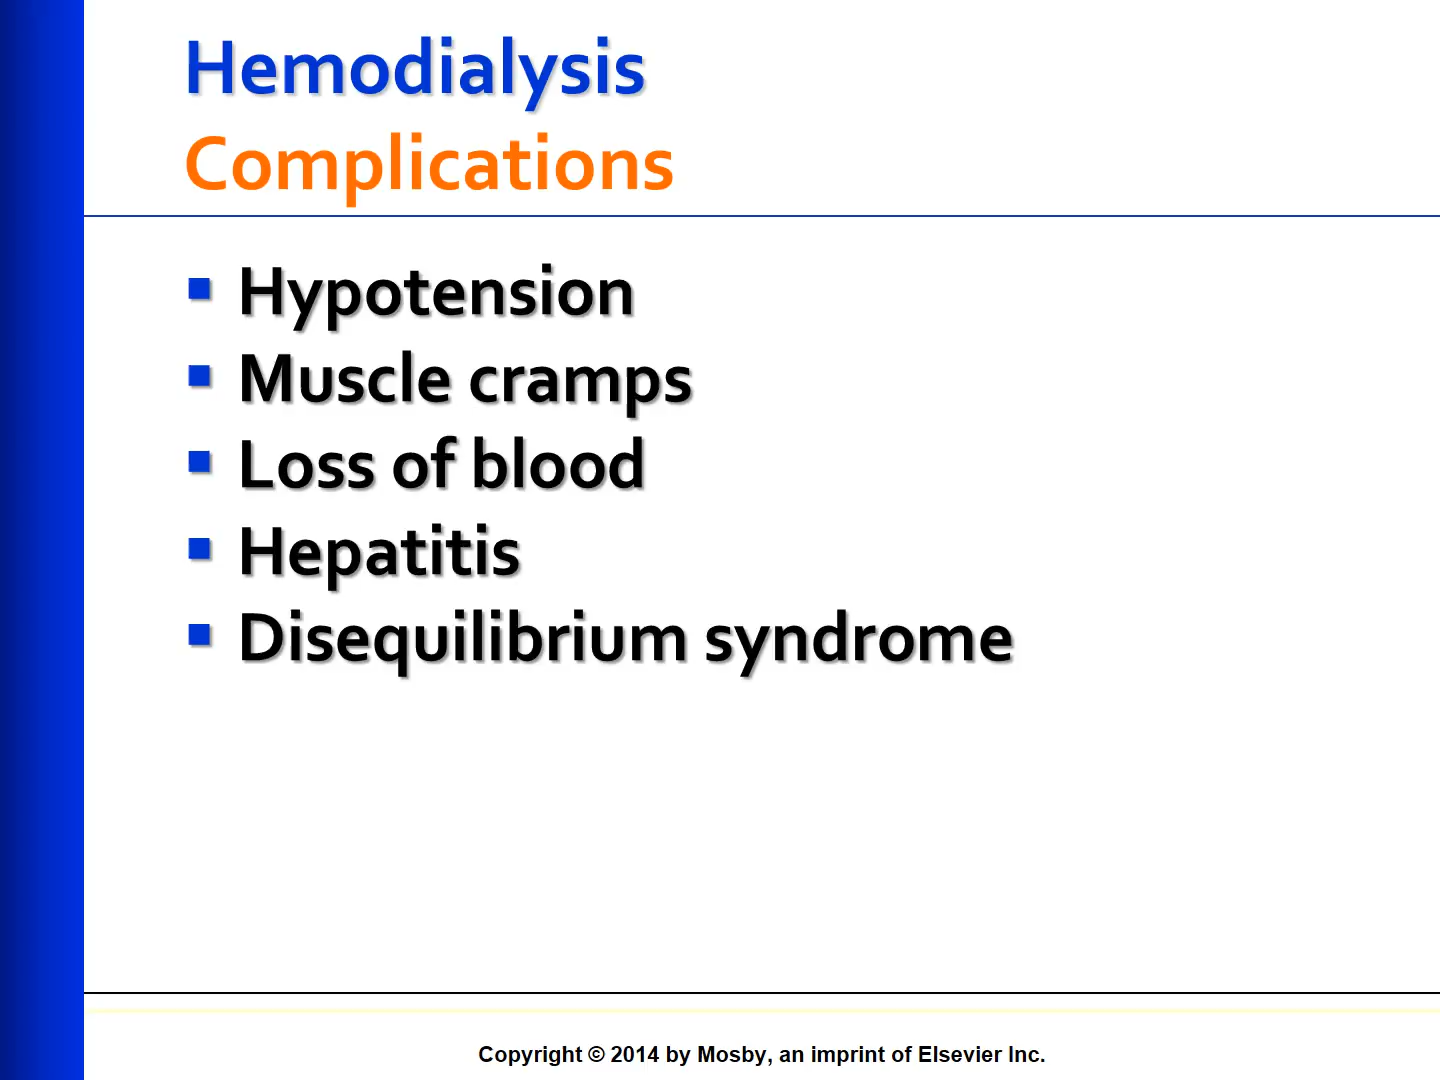 Hemodialysis
Complications
▪ Hypotension
▪ Muscle cramps
▪ Loss of blood
▪ Hepatitis
▪ Disequilibrium syndrome
Copyright © 2014 by Mosby, an imprint of Elsevier Inc.